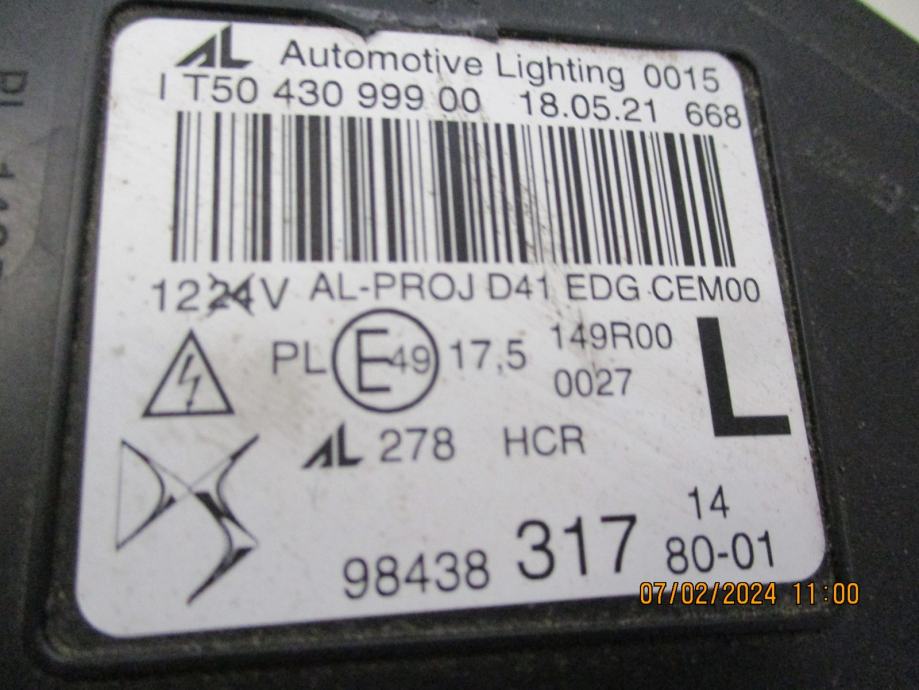 AL Automotive Lighting 0015
I T50 430 999 00 18.05.21 668
1224V AL-PROJ D41 EDG CEM00
PL E49 17,5 149R00
0027
L
AL 278 HCR
14
98438 317 80-01
07/02/2024 11:00